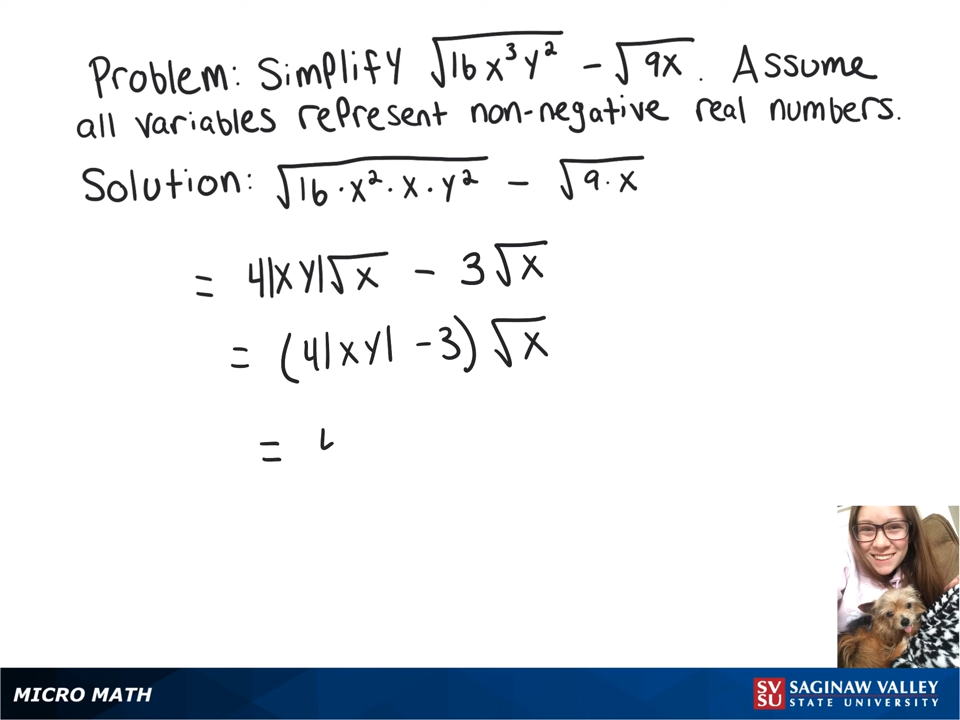 Problem: Simplify √16x³y² - √9x. Assume
all variables represent non-negative real numbers.
Solution: √16·x²·x·y² - √9·x
= 4|xy|√x - 3√x
= (4|xy| - 3)√x
=
MICRO MATH
SV SU SAGINAW VALLEY
STATE UNIVERSITY